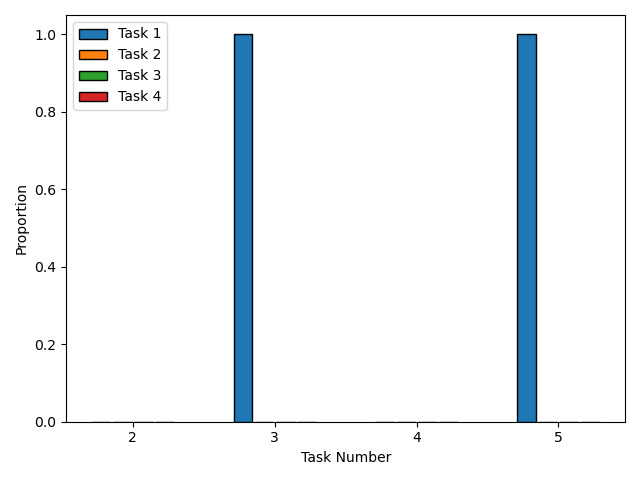 1.0
0.8
0.6
0.4
0.2
0.0
Proportion
Task 1
Task 2
Task 3
Task 4
2 3 4 5
Task Number